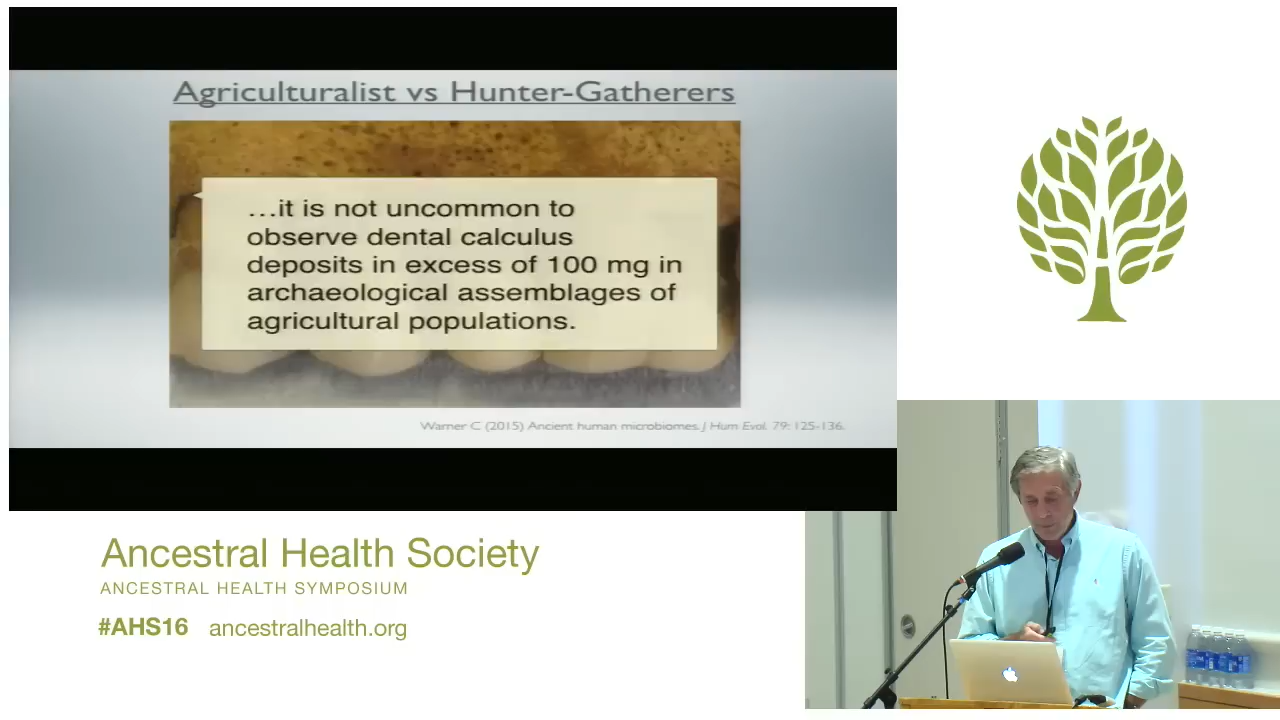 Agriculturalist vs Hunter-Gatherers
…it is not uncommon to
observe dental calculus
deposits in excess of 100 mg in
archaeological assemblages of
agricultural populations.
Warner C (2015) Ancient human microbiomes. J Hum Evol. 79: 125-136.
Ancestral Health Society
ANCESTRAL HEALTH SYMPOSIUM
#AHS16 ancestralhealth.org